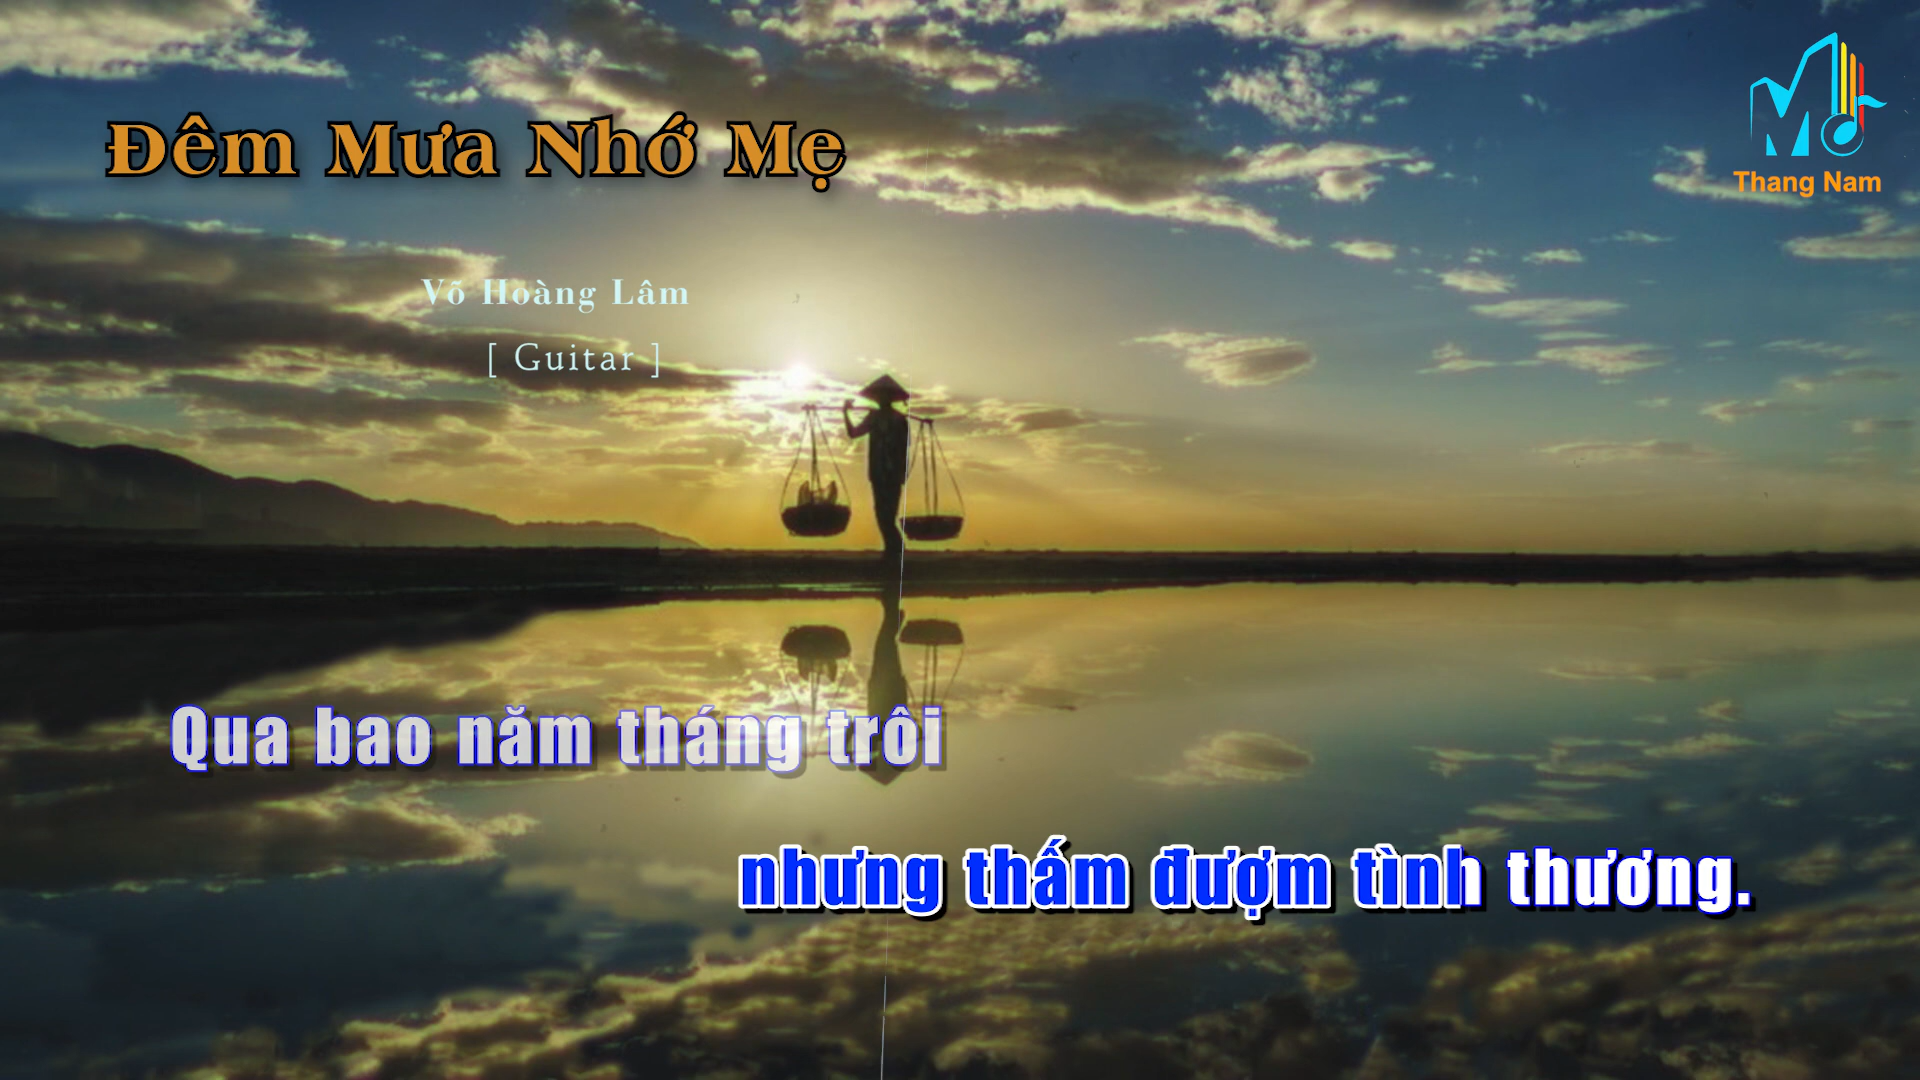 Đêm Mưa Nhớ Mẹ
Thang Nam
Võ Hoàng Lâm
[ Guitar ]
Qua bao năm tháng trôi
nhưng thấm đượm tình thương.